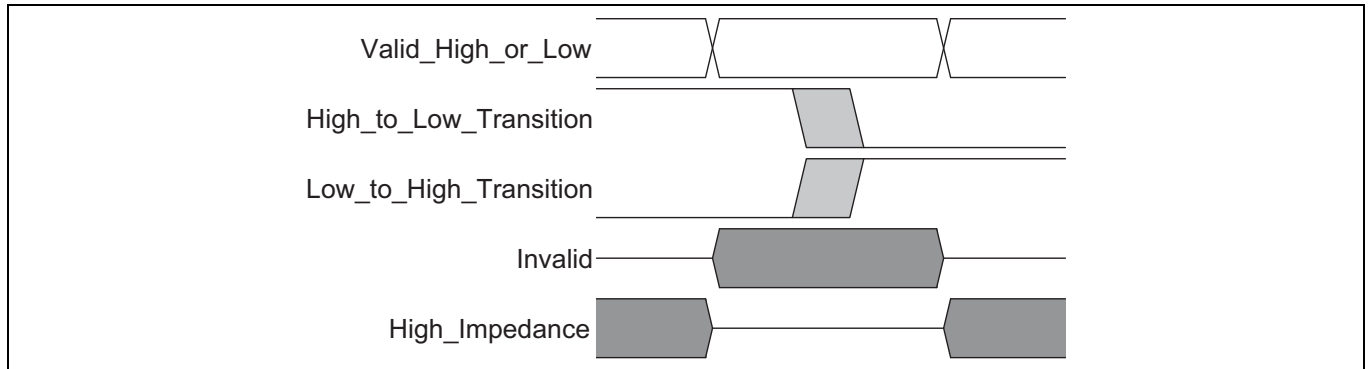 Valid_High_or_Low
High_to_Low_Transition
Low_to_High_Transition
Invalid
High_Impedance